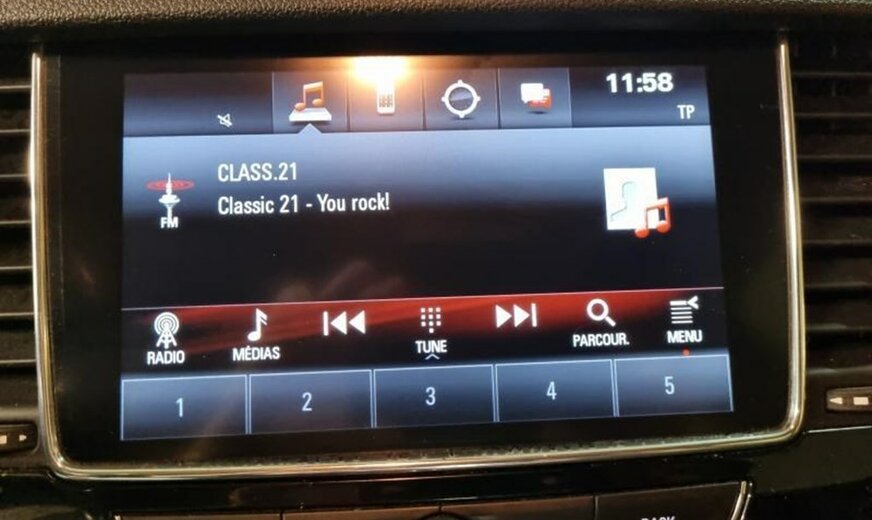 11:58
TP
CLASS.21
Classic 21 - You rock!
FM
RADIO
MÉDIAS
TUNE
PARCOUR.
MENU
1
2
3
4
5
BACK